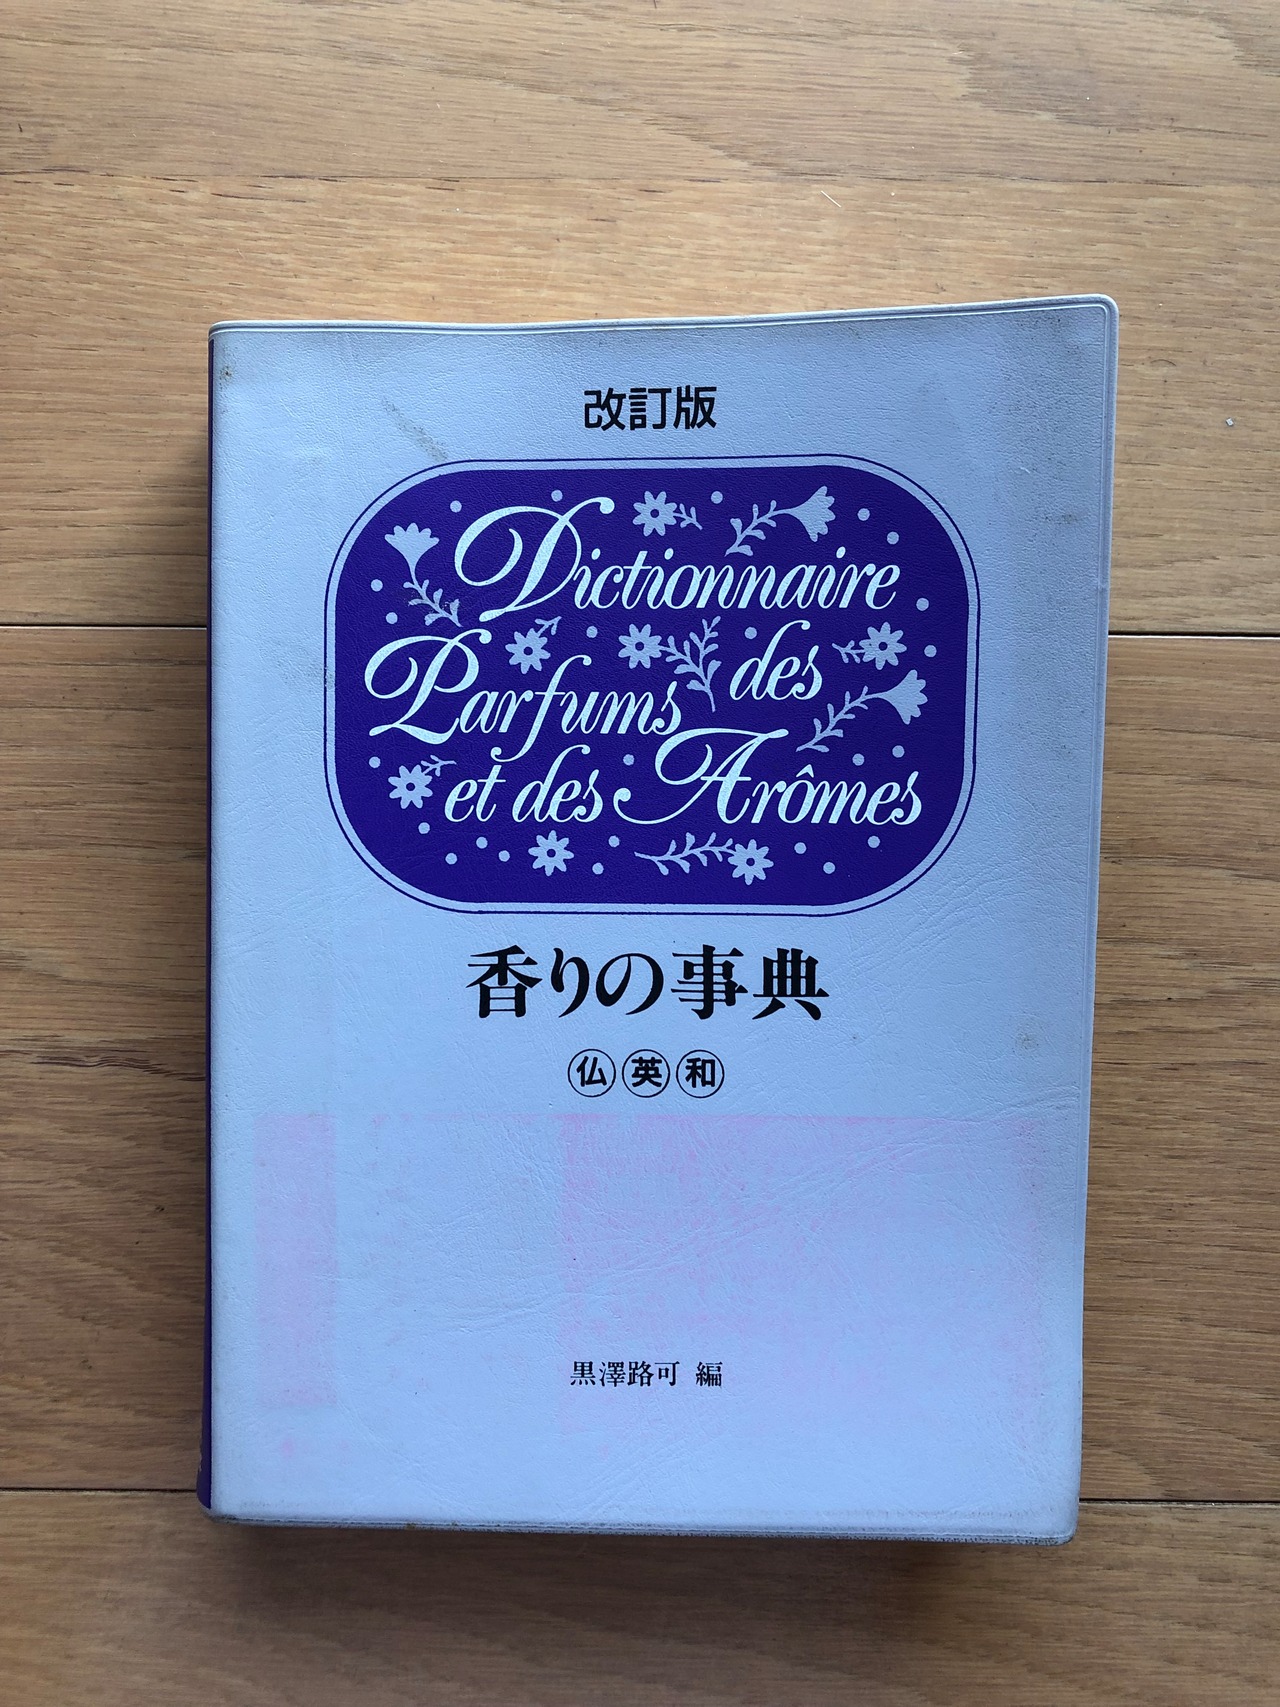 改訂版
Dictionnaire
des
Parfums
et des Arômes
香りの事典
仏 英 和
黒澤路可 編